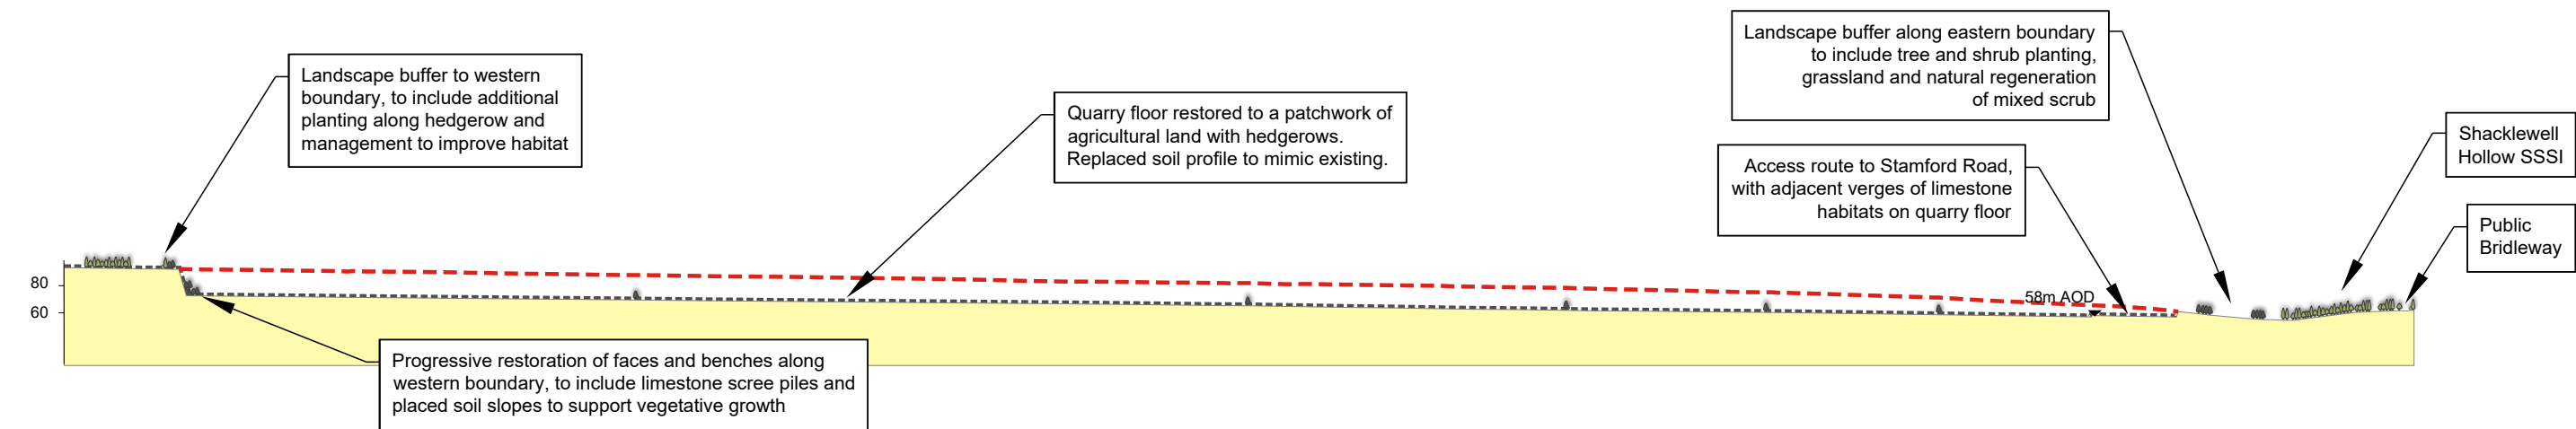 Landscape buffer to western
boundary, to include additional
planting along hedgerow and
management to improve habitat
Quarry floor restored to a patchwork of
agricultural land with hedgerows.
Replaced soil profile to mimic existing.
Landscape buffer along eastern boundary
to include tree and shrub planting,
grassland and natural regeneration
of mixed scrub
Access route to Stamford Road,
with adjacent verges of limestone
habitats on quarry floor
Shacklewell
Hollow SSSI
Public
Bridleway
80
60
58m AOD
Progressive restoration of faces and benches along
western boundary, to include limestone scree piles and
placed soil slopes to support vegetative growth